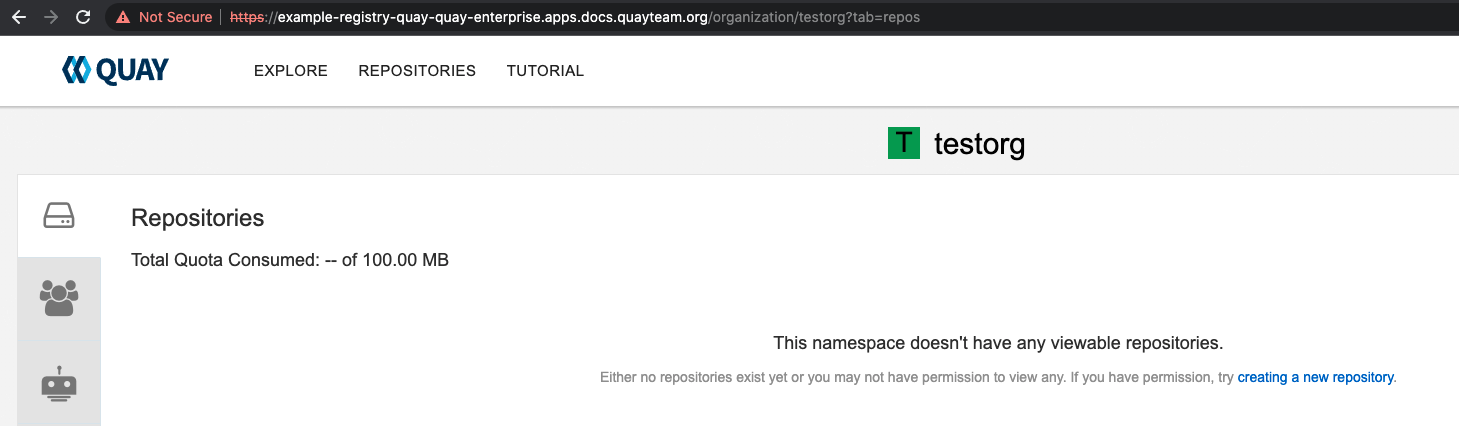 Not Secure https://example-registry-quay-quay-enterprise.apps.docs.quayteam.org/organization/testorg?tab=repos
QUAY EXPLORE REPOSITORIES TUTORIAL
T testorg
Repositories
Total Quota Consumed: -- of 100.00 MB
This namespace doesn't have any viewable repositories.
Either no repositories exist yet or you may not have permission to view any. If you have permission, try creating a new repository.